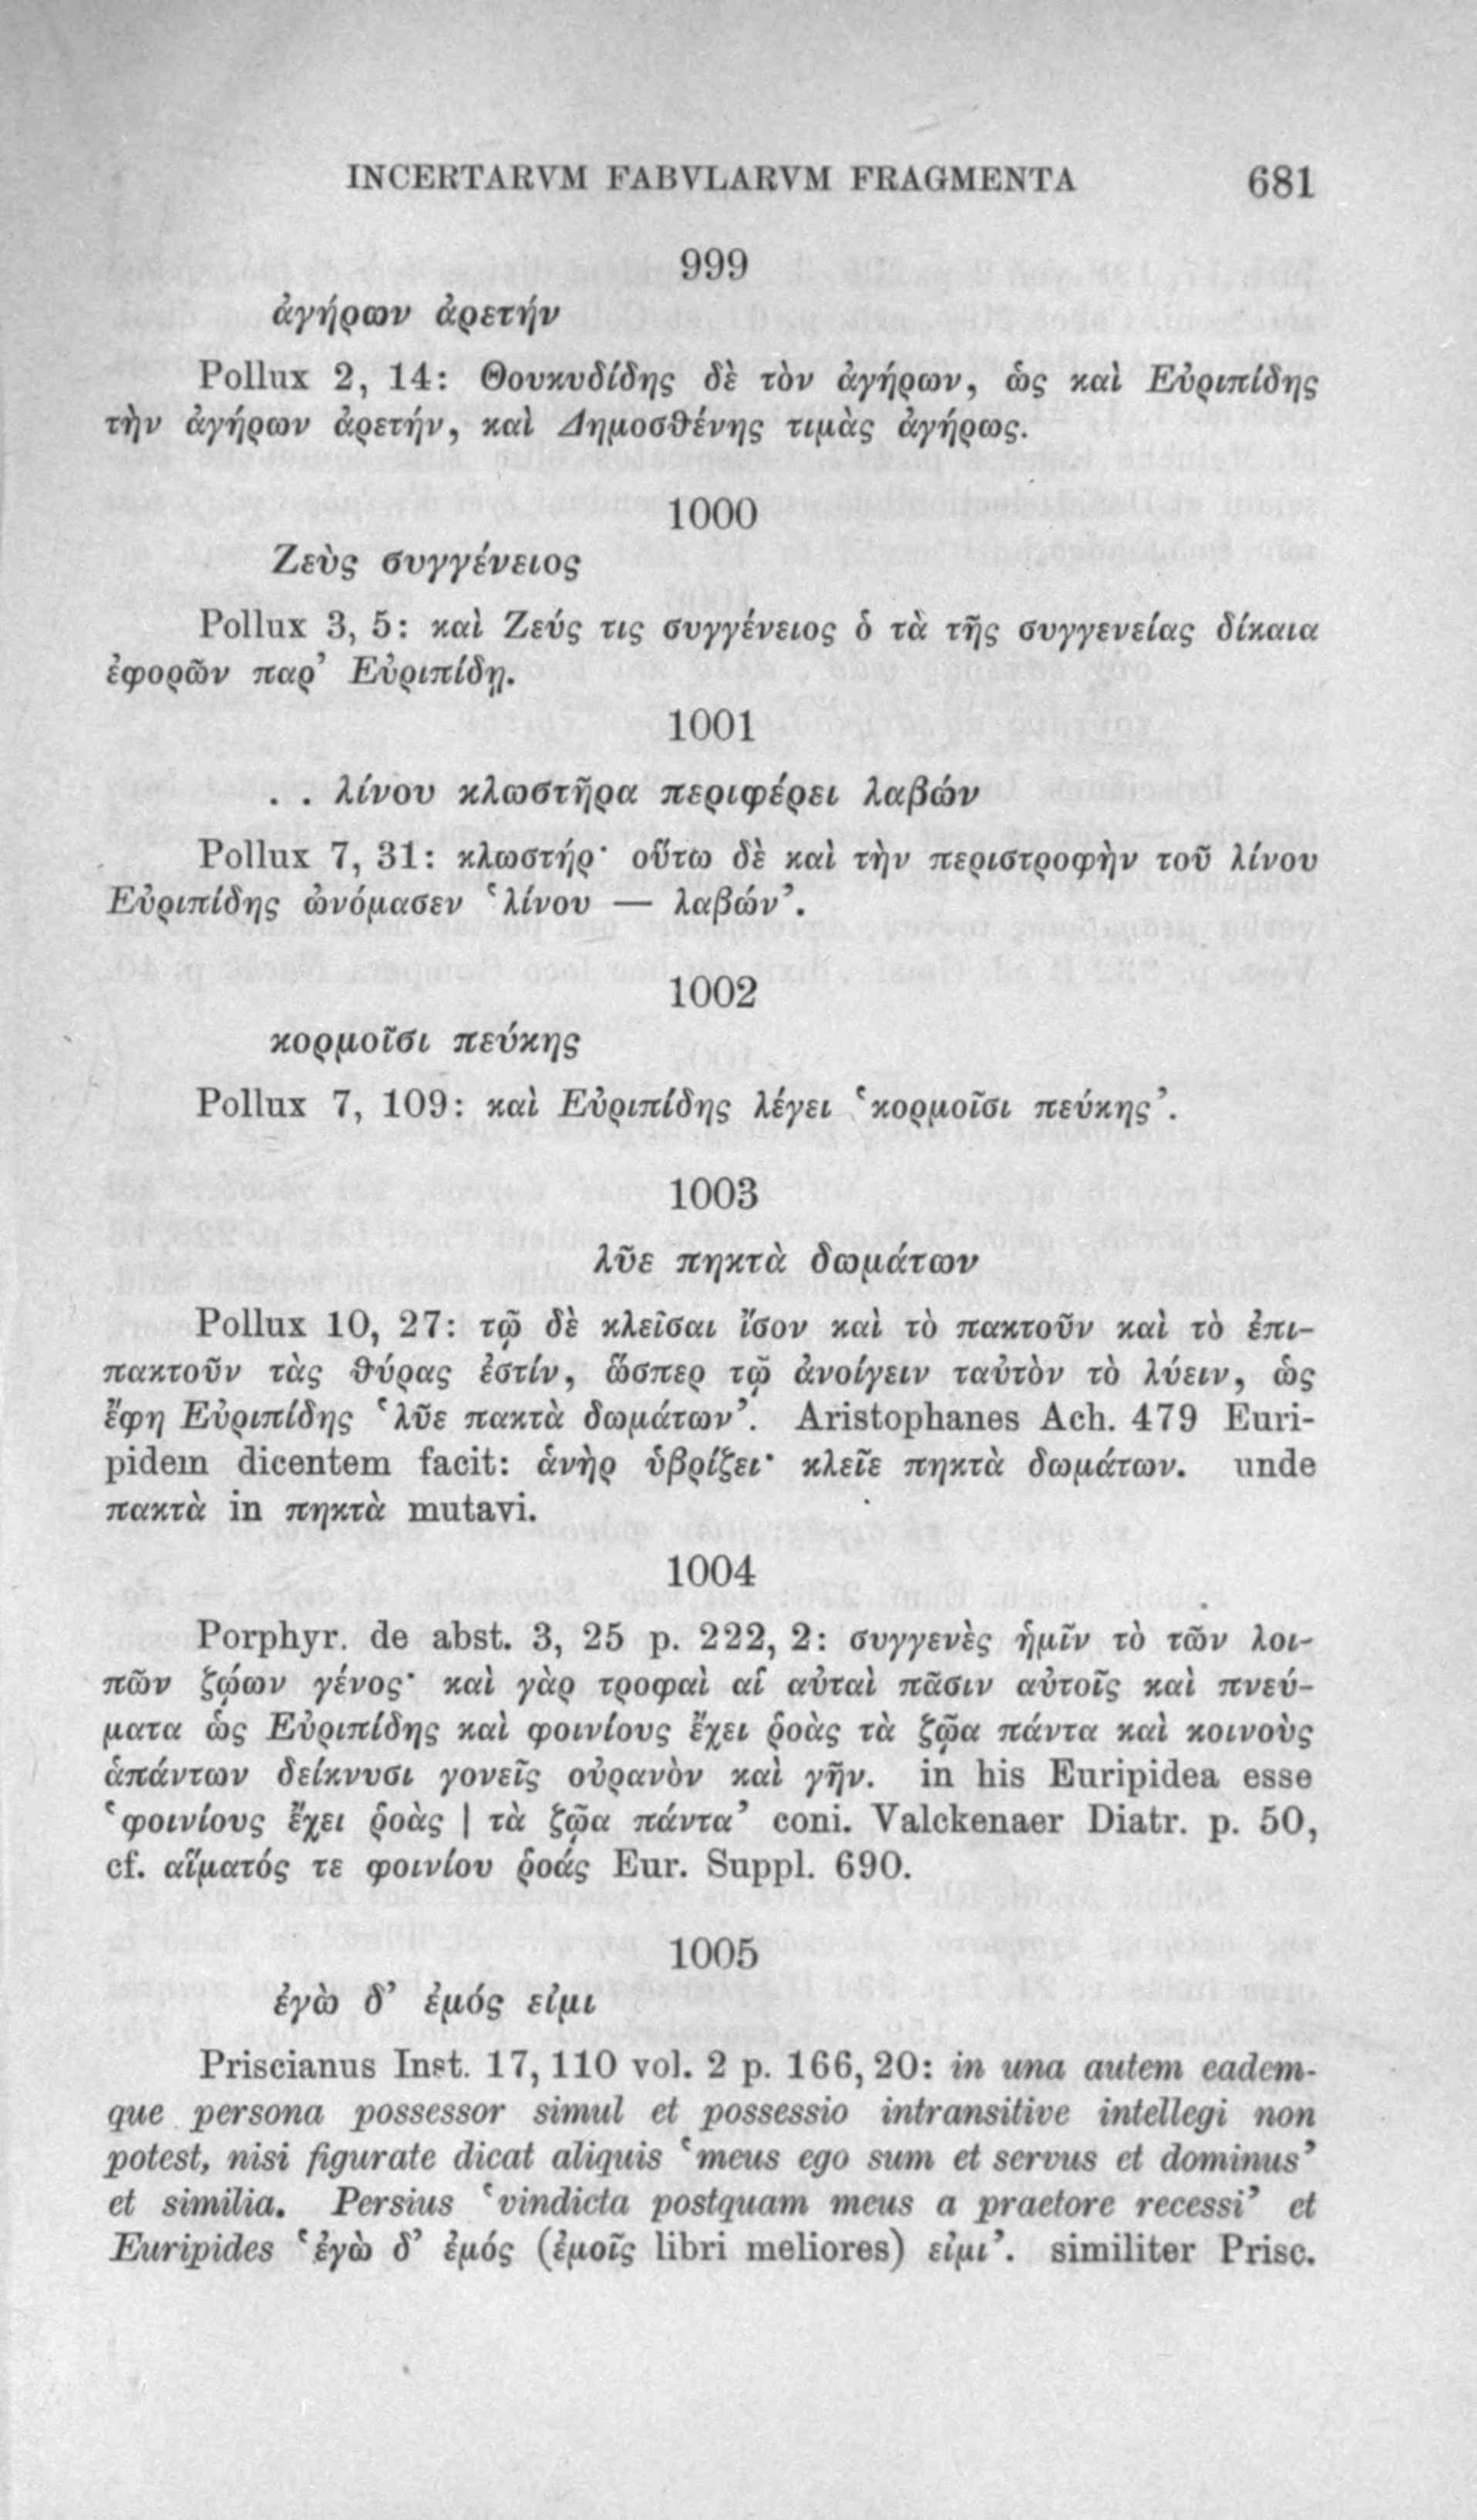 INCERTARVM FABVLARVM FRAGMENTA 681
999
ἀγήρων ἀρετήν
Pollux 2, 14: Θουκυδίδης δὲ τὸν ἀγήρων, ὡς καὶ Εὐριπίδης
τὴν ἀγήρων ἀρετήν, καὶ Δημοσθένης τιμὰς ἀγήρως.
1000
Ζεὺς συγγένειος
Pollux 3, 5: καὶ Ζεύς τις συγγένειος ὁ τὰ τῆς συγγενείας δίκαια
ἐφορῶν παρ’ Εὐριπίδῃ.
1001
. . λίνου κλωστῆρα περιφέρει λαβών
Pollux 7, 31: κλωστήρ· οὕτω δὲ καὶ τὴν περιστροφὴν τοῦ λίνου
Εὐριπίδης ὠνόμασεν ‘λίνου — λαβών’.
1002
κορμοῖσι πεύκης
Pollux 7, 109: καὶ Εὐριπίδης λέγει ‘κορμοῖσι πεύκης’.
1003
λῦε πηκτὰ δωμάτων
Pollux 10, 27: τῷ δὲ κλεῖσαι ἴσον καὶ τὸ πακτοῦν καὶ τὸ ἐπι-
πακτοῦν τὰς θύρας ἐστίν, ὥσπερ τῷ ἀνοίγειν ταὐτὸν τὸ λύειν, ὡς
ἔφη Εὐριπίδης ‘λῦε πακτὰ δωμάτων’. Aristophanes Ach. 479 Euri-
pidem dicentem facit: ἁνὴρ ὑβρίζει· κλεῖε πηκτὰ δωμάτων. unde
πακτὰ in πηκτὰ mutavi.
1004
Porphyr. de abst. 3, 25 p. 222, 2: συγγενὲς ἡμῖν τὸ τῶν λοι-
πῶν ζῴων γένος· καὶ γὰρ τροφαὶ αἱ αὐταὶ πᾶσιν αὐτοῖς καὶ πνεύ-
ματα ὡς Εὐριπίδης καὶ φοινίους ἔχει ῥοὰς τὰ ζῷα πάντα καὶ κοινοὺς
ἁπάντων δείκνυσι γονεῖς οὐρανὸν καὶ γῆν. in his Euripidea esse
‘φοινίους ἔχει ῥοὰς | τὰ ζῷα πάντα’ coni. Valckenaer Diatr. p. 50,
cf. αἵματός τε φοινίου ῥοάς Eur. Suppl. 690.
1005
ἐγὼ δ’ ἐμός εἰμι
Priscianus Inst. 17, 110 vol. 2 p. 166, 20: in una autem eadem-
que persona possessor simul et possessio intransitive intellegi non
potest, nisi figurate dicat aliquis ‘meus ego sum et servus et dominus’
et similia. Persius ‘vindicta postquam meus a praetore recessi’ et
Euripides ‘ἐγὼ δ’ ἐμός (ἐμοῖς libri meliores) εἰμι’. similiter Prisc.